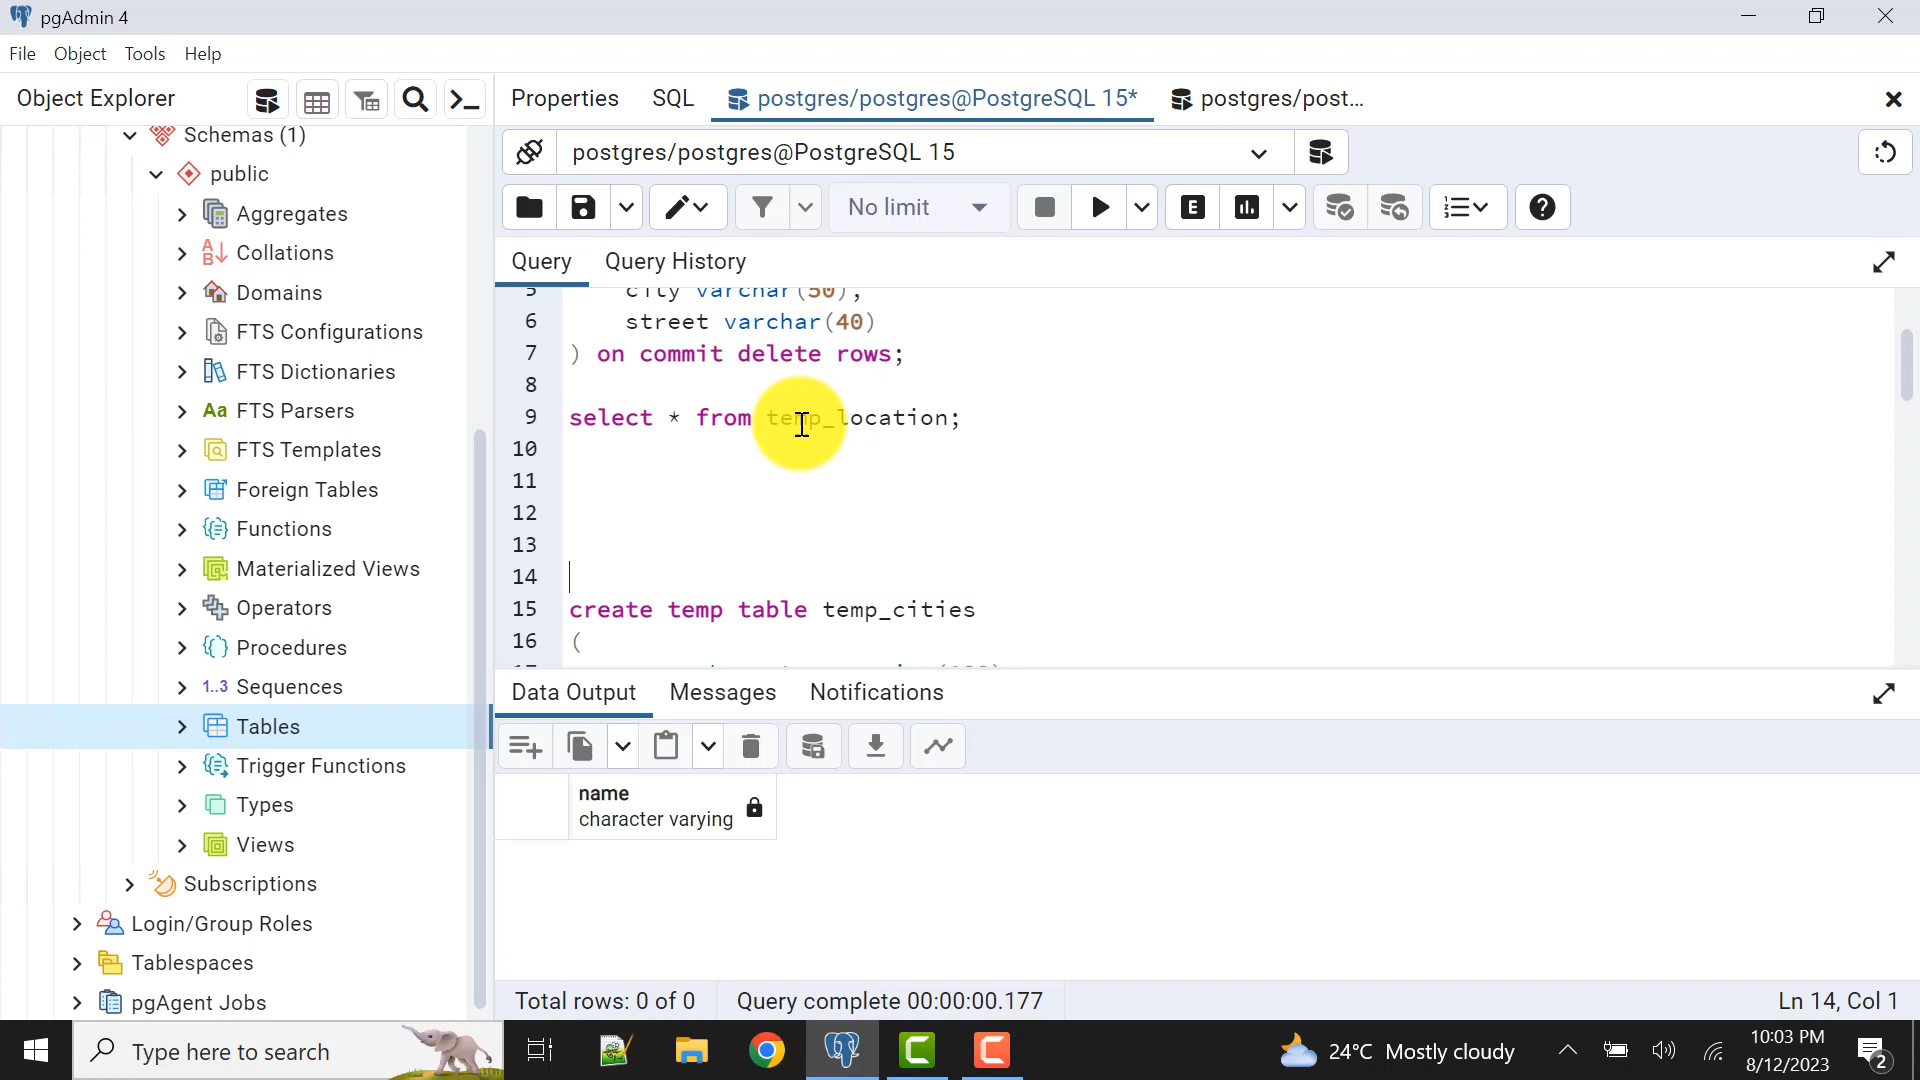 pgAdmin 4
File Object Tools Help
Object Explorer
Properties SQL postgres/postgres@PostgreSQL 15* postgres/post...
Schemas (1)
public
Aggregates
Collations
Domains
FTS Configurations
FTS Dictionaries
Aa FTS Parsers
FTS Templates
Foreign Tables
Functions
Materialized Views
Operators
Procedures
1..3 Sequences
Tables
Trigger Functions
Types
Views
Subscriptions
Login/Group Roles
Tablespaces
pgAgent Jobs
postgres/postgres@PostgreSQL 15
No limit
E
Query Query History
5 city varchar(50),
6 street varchar(40)
7 ) on commit delete rows;
8
9 select * from temp_location;
10
11
12
13
14
15 create temp table temp_cities
16 (
Data Output Messages Notifications
name
character varying
Total rows: 0 of 0 Query complete 00:00:00.177 Ln 14, Col 1
Type here to search
24°C Mostly cloudy
10:03 PM
8/12/2023
2